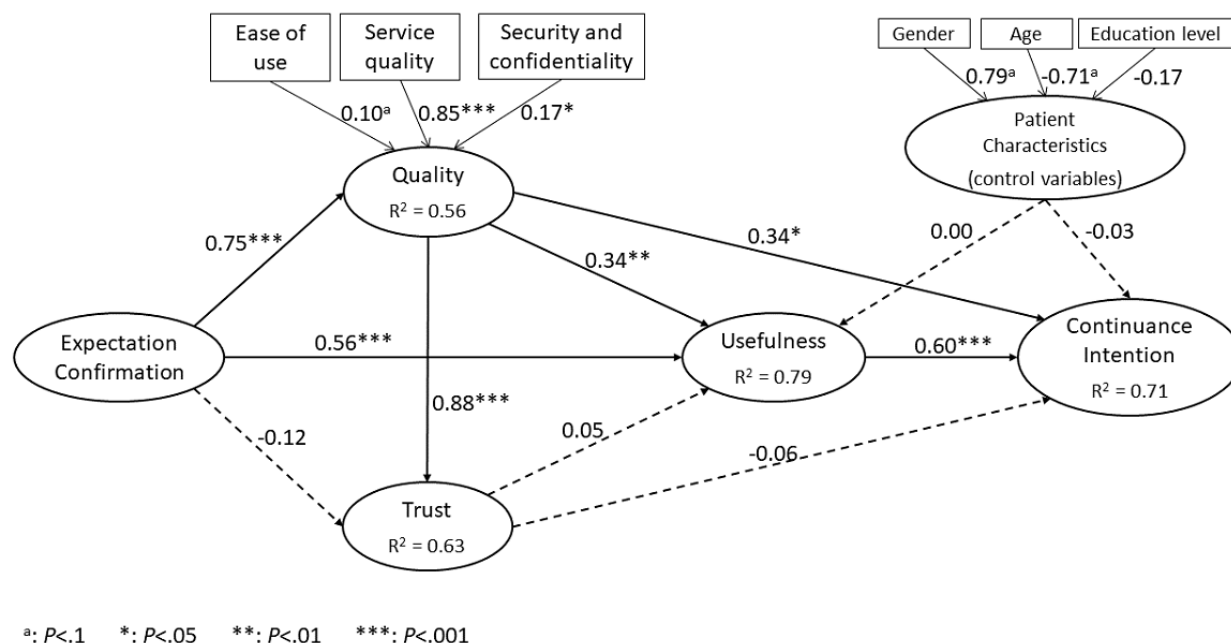 Ease of
use
Service
quality
Security and
confidentiality
Gender
Age
Education level
0.10ᵃ
0.85***
0.17*
0.79ᵃ
-0.71ᵃ
-0.17
Quality
R² = 0.56
Patient
Characteristics
(control variables)
0.75***
0.34**
0.34*
0.00
-0.03
Expectation
Confirmation
0.56***
Usefulness
R² = 0.79
0.60***
Continuance
Intention
R² = 0.71
0.88***
-0.12
0.05
-0.06
Trust
R² = 0.63
ᵃ: P<.1 *: P<.05 **: P<.01 ***: P<.001